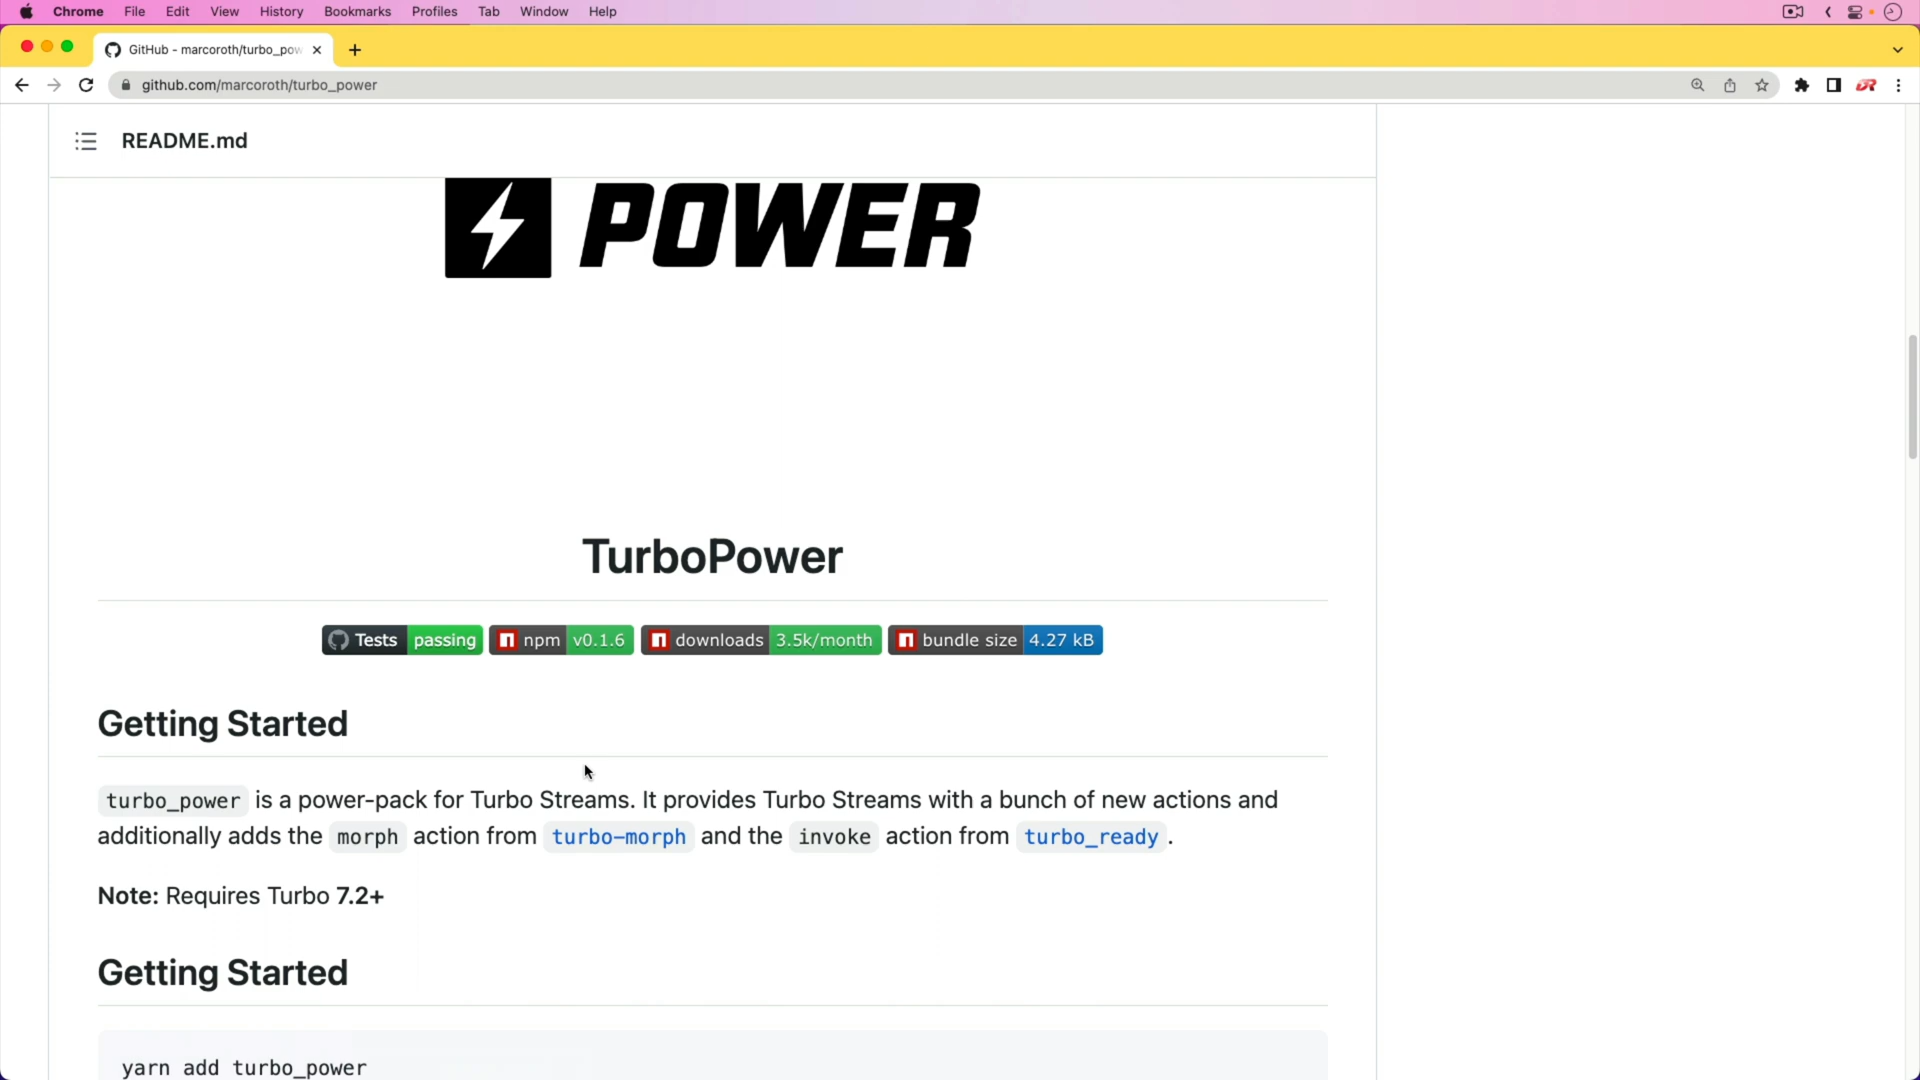 Chrome File Edit View History Bookmarks Profiles Tab Window Help
GitHub - marcoroth/turbo_pow
github.com/marcoroth/turbo_power
README.md
POWER
TurboPower
Tests passing npm v0.1.6 downloads 3.5k/month bundle size 4.27 kB
Getting Started
turbo_power is a power-pack for Turbo Streams. It provides Turbo Streams with a bunch of new actions and
additionally adds the morph action from turbo-morph and the invoke action from turbo_ready.
Note: Requires Turbo 7.2+
Getting Started
yarn add turbo_power